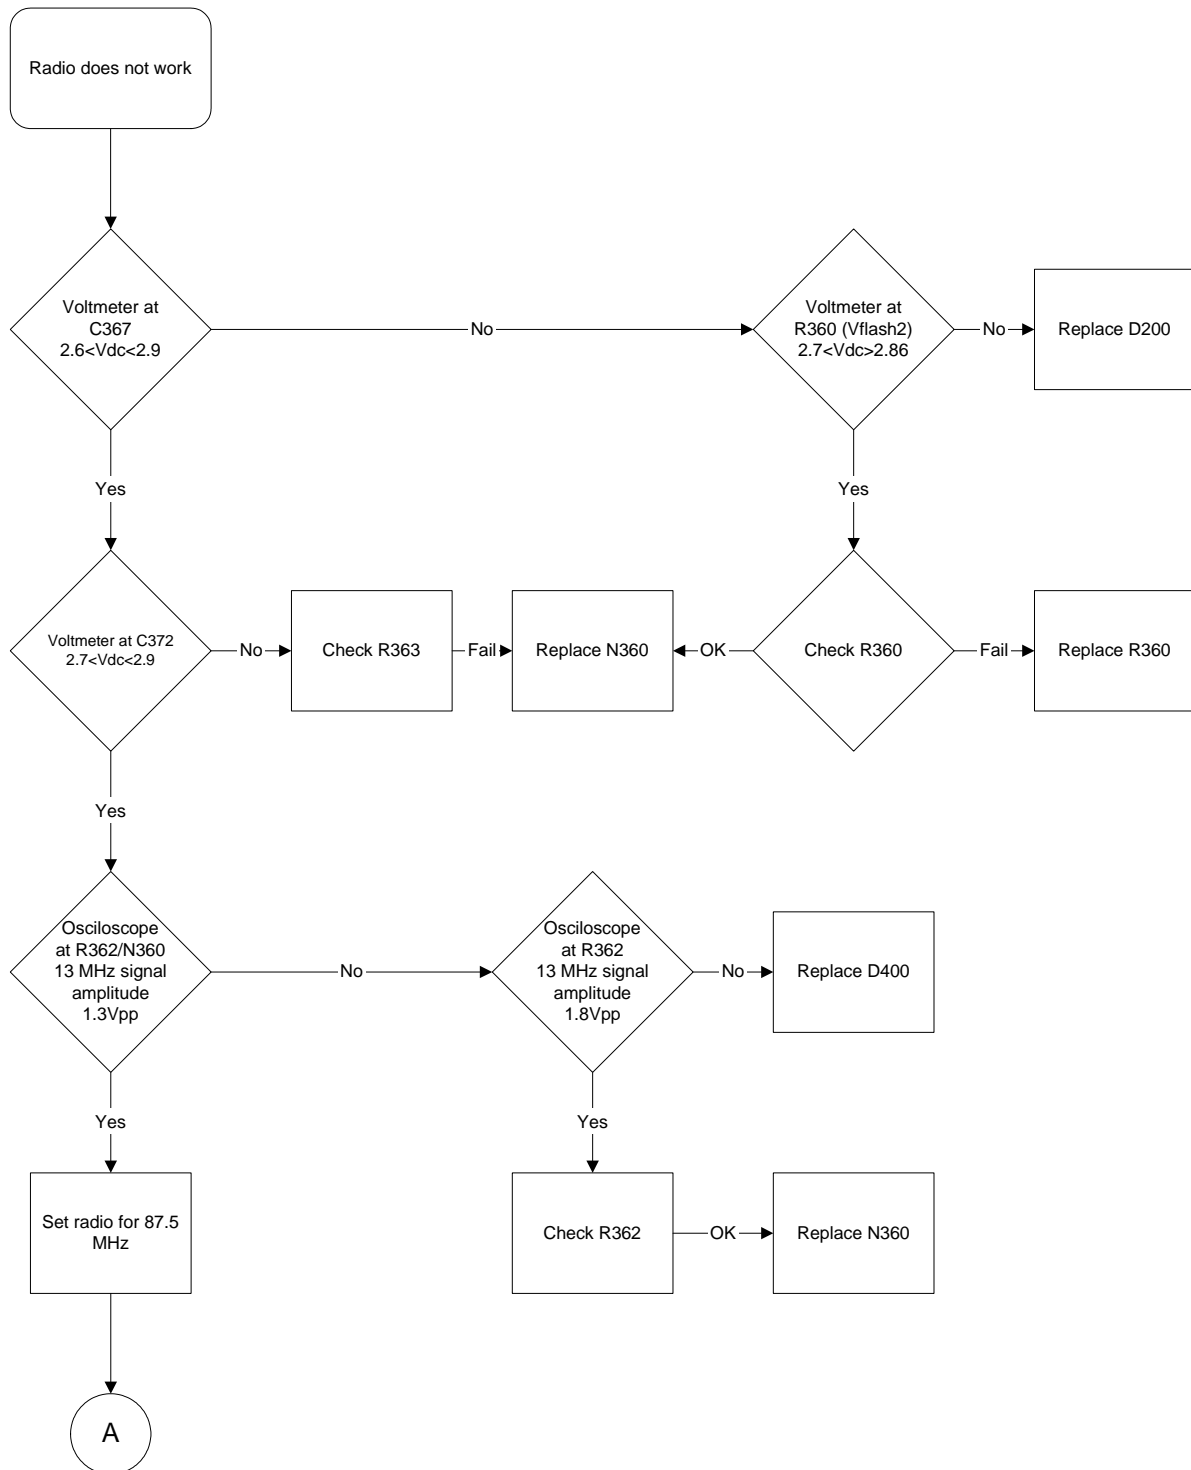 Radio does not work
Voltmeter at
C367
2.6<Vdc<2.9
No
Voltmeter at
R360 (Vflash2)
2.7<Vdc>2.86
No
Replace D200
Yes
Yes
Voltmeter at C372
2.7<Vdc<2.9
No
Check R363
Fail
Replace N360
OK
Check R360
Fail
Replace R360
Yes
Osciloscope
at R362/N360
13 MHz signal
amplitude
1.3Vpp
No
Osciloscope
at R362
13 MHz signal
amplitude
1.8Vpp
No
Replace D400
Yes
Yes
Set radio for 87.5
MHz
Check R362
OK
Replace N360
A